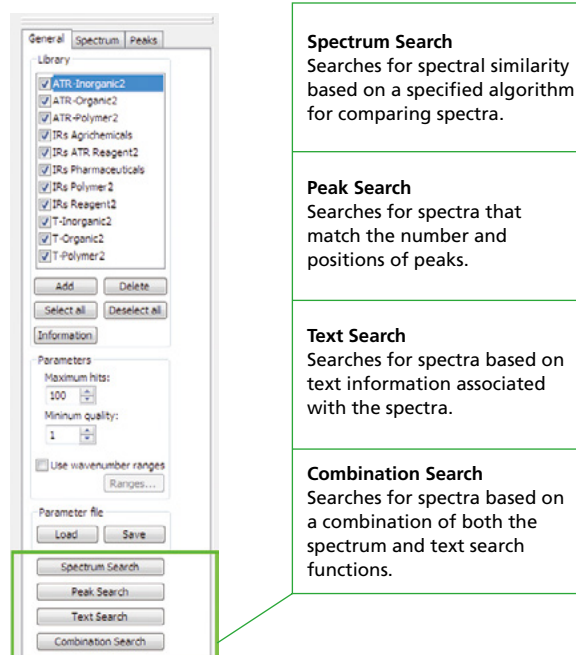 General Spectrum Peaks
Library
ATR-Inorganic2
ATR-Organic2
ATR-Polymer2
IRs Agrichemicals
IRs ATR Reagent2
IRs Pharmaceuticals
IRs Polymer2
IRs Reagent2
T-Inorganic2
T-Organic2
T-Polymer2
Add Delete
Select all Deselect all
Information
Parameters
Maximum hits:
100
Mininum quality:
1
Use wavenumber ranges
Ranges...
Parameter file
Load Save
Spectrum Search
Peak Search
Text Search
Combination Search
Spectrum Search
Searches for spectral similarity
based on a specified algorithm
for comparing spectra.
Peak Search
Searches for spectra that
match the number and
positions of peaks.
Text Search
Searches for spectra based on
text information associated
with the spectra.
Combination Search
Searches for spectra based on
a combination of both the
spectrum and text search
functions.